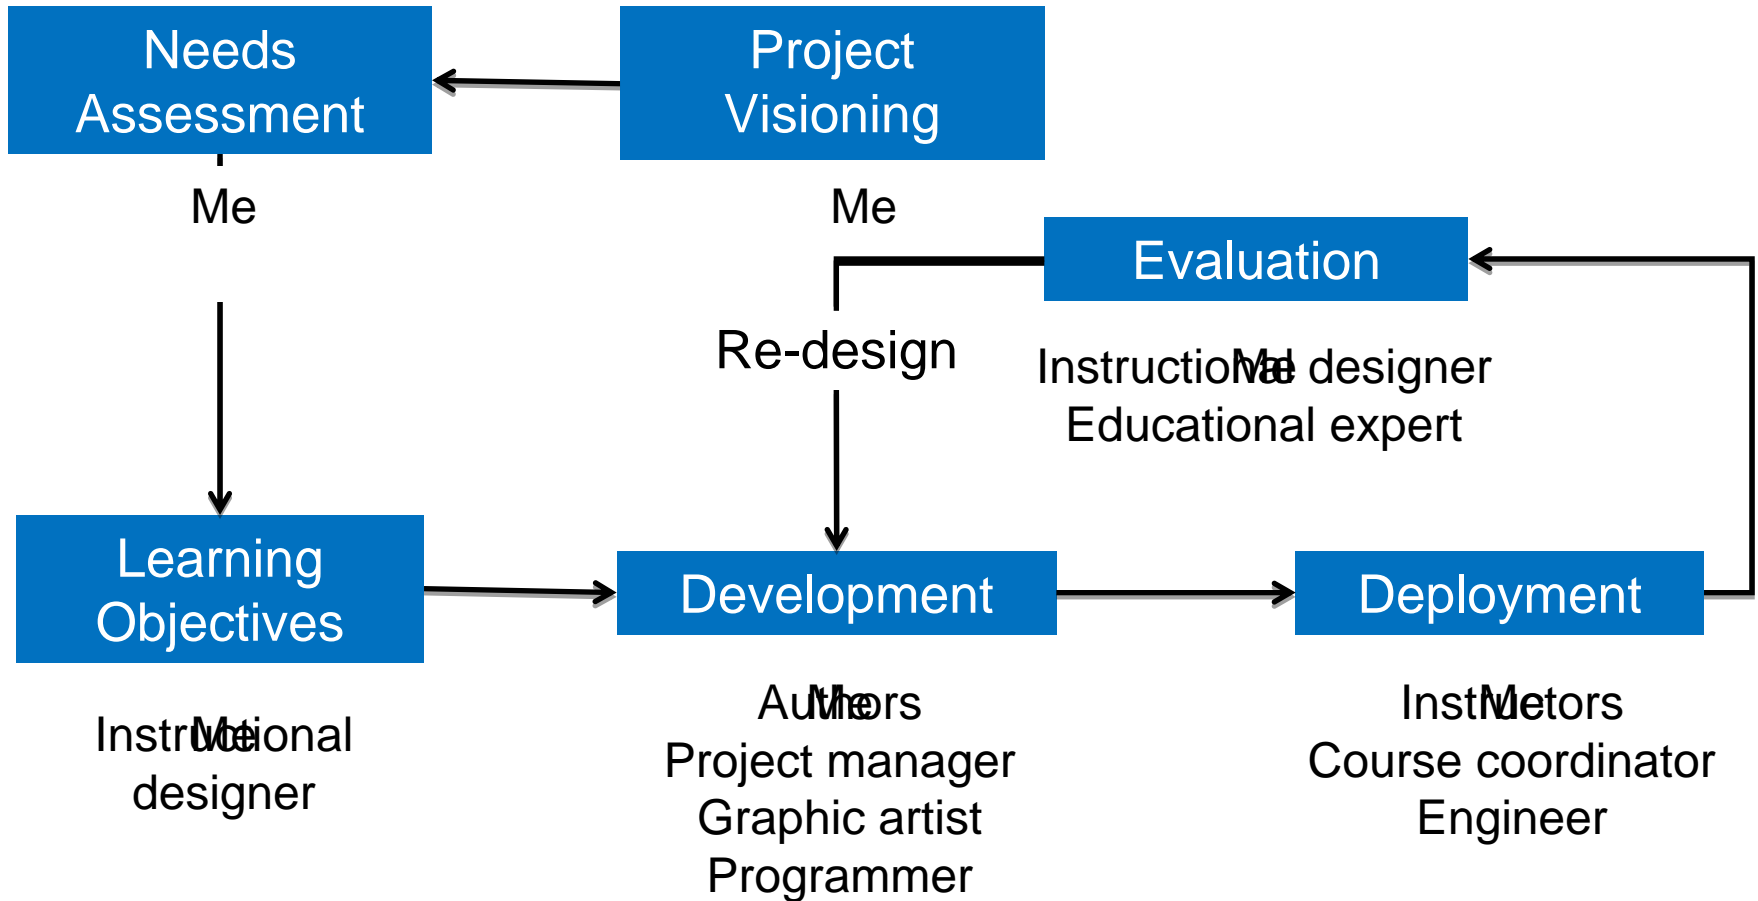 Needs
Assessment
Project
Visioning
Me
Me
Evaluation
Re-design
Instructional designer
Me
Educational expert
Learning
Objectives
Development
Deployment
Instructional
Me
designer
Authors
Me
Project manager
Graphic artist
Programmer
Instructors
Me
Course coordinator
Engineer